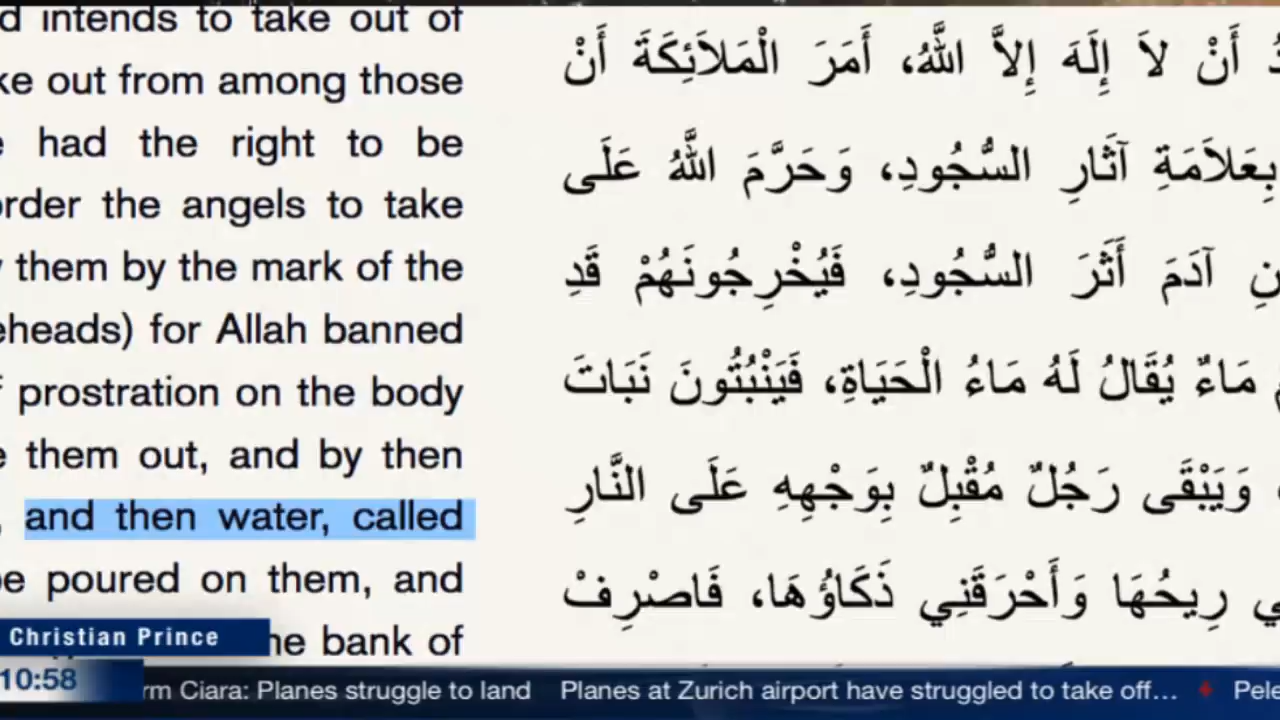 d intends to take out of
ke out from among those
e had the right to be
order the angels to take
y them by the mark of the
eheads) for Allah banned
f prostration on the body
e them out, and by then
, and then water, called
be poured on them, and
he bank of
أَنْ لاَ إِلَهَ إِلاَّ اللَّهُ، أَمَرَ الْمَلاَئِكَةَ أَنْ
بِعَلاَمَةِ آثَارِ السُّجُودِ، وَحَرَّمَ اللَّهُ عَلَى
نِ آدَمَ أَثَرَ السُّجُودِ، فَيُخْرِجُونَهُمْ قَدِ
مَاءٌ يُقَالُ لَهُ مَاءُ الْحَيَاةِ، فَيَنْبُتُونَ نَبَاتَ
وَيَبْقَى رَجُلٌ مُقْبِلٌ بِوَجْهِهِ عَلَى النَّارِ
ي رِيحُهَا وَأَحْرَقَنِي ذَكَاؤُهَا، فَاصْرِفْ
Christian Prince
10:58
rm Ciara: Planes struggle to land Planes at Zurich airport have struggled to take off... Pele